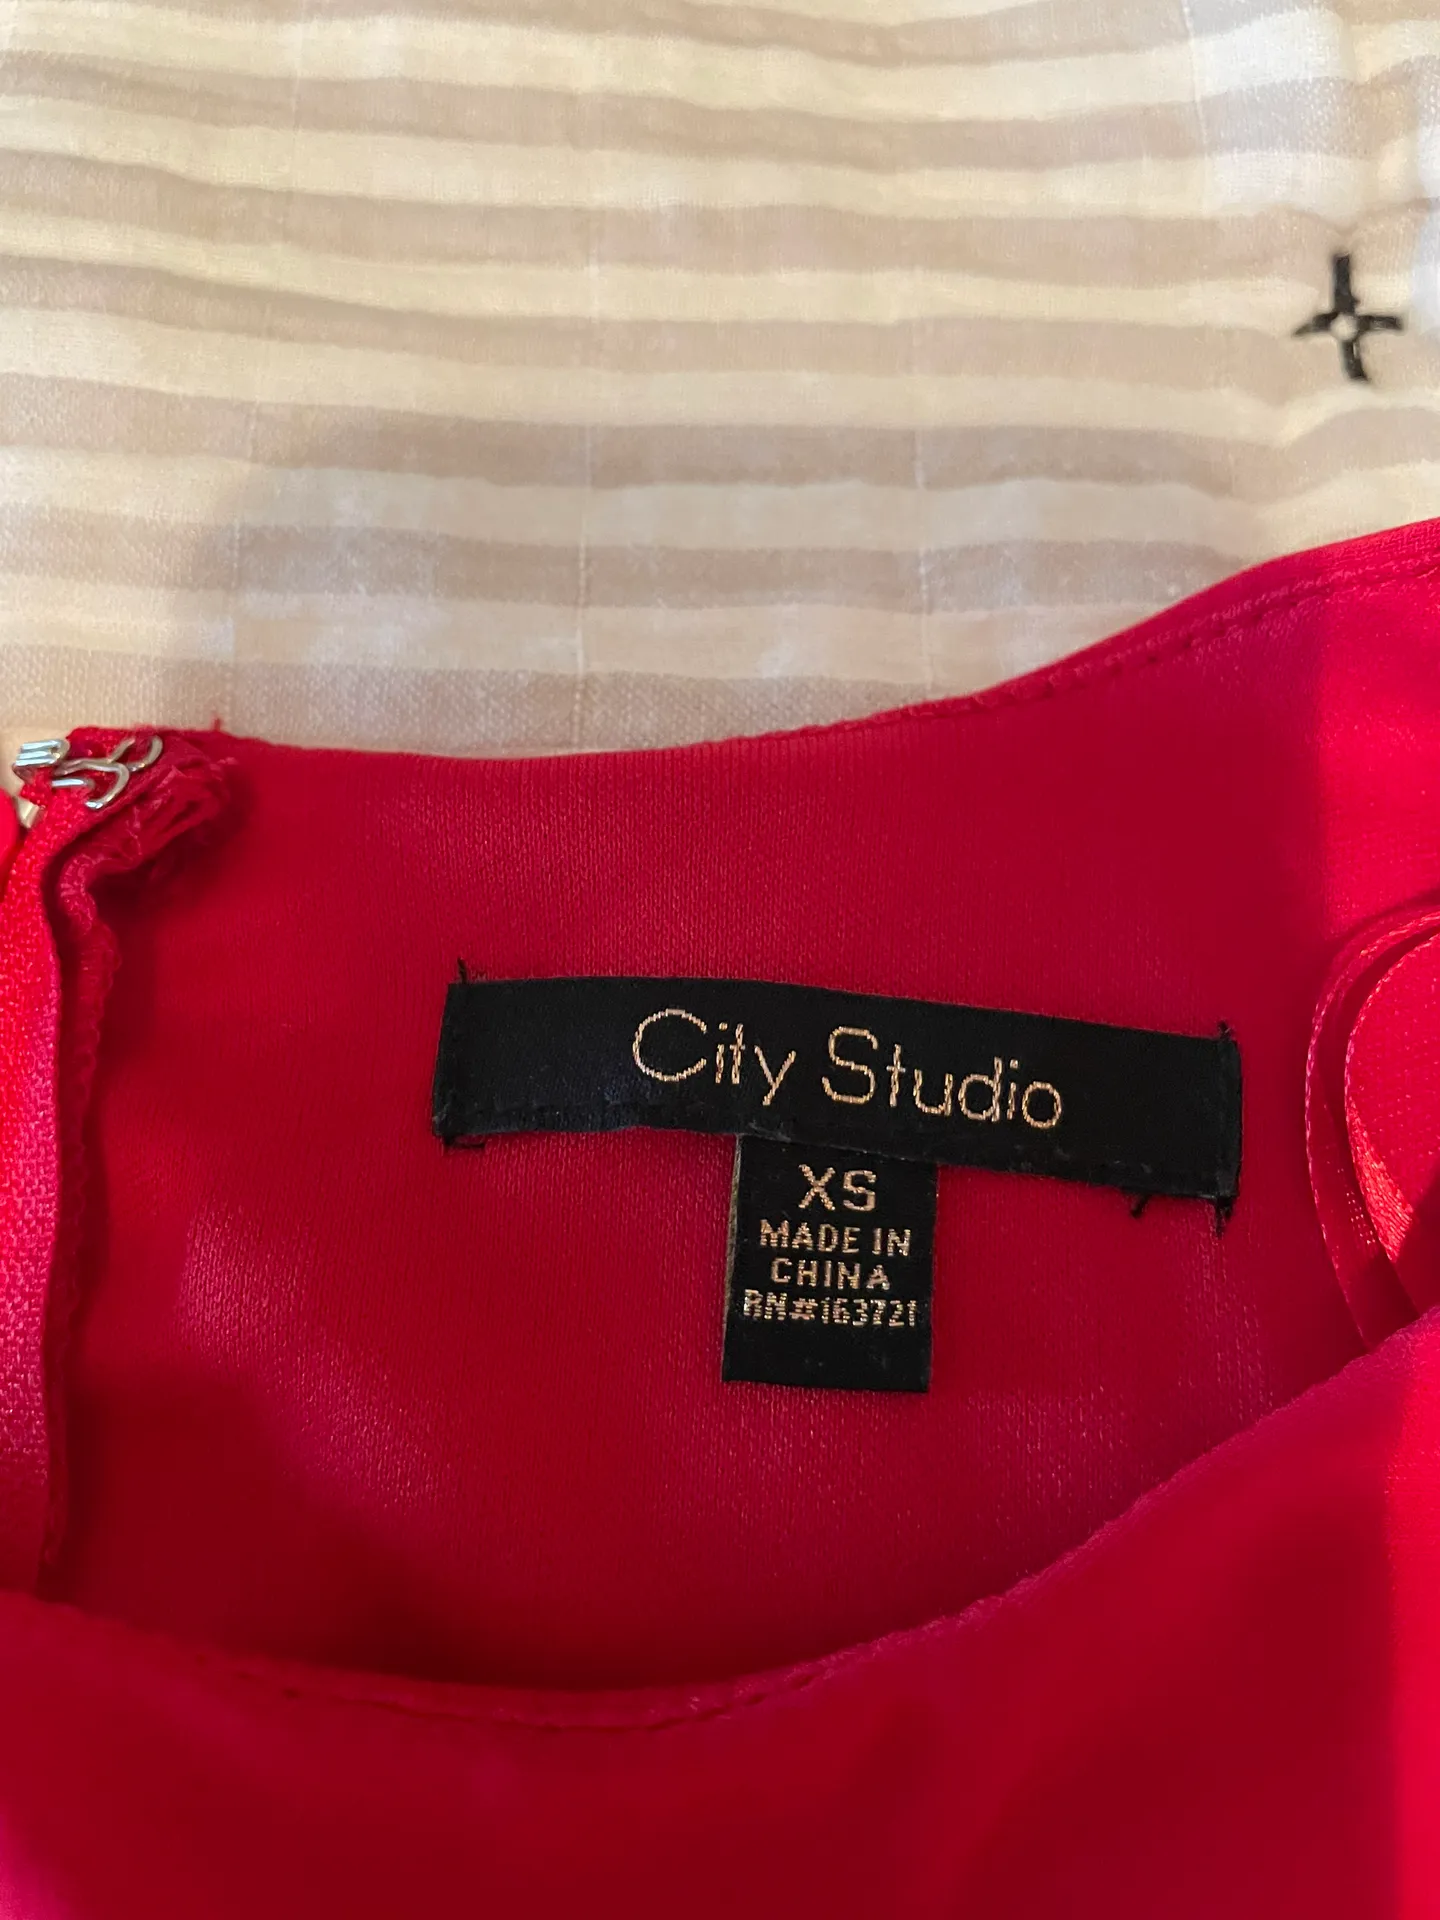 City Studio
XS
MADE IN
CHINA
RN#163721